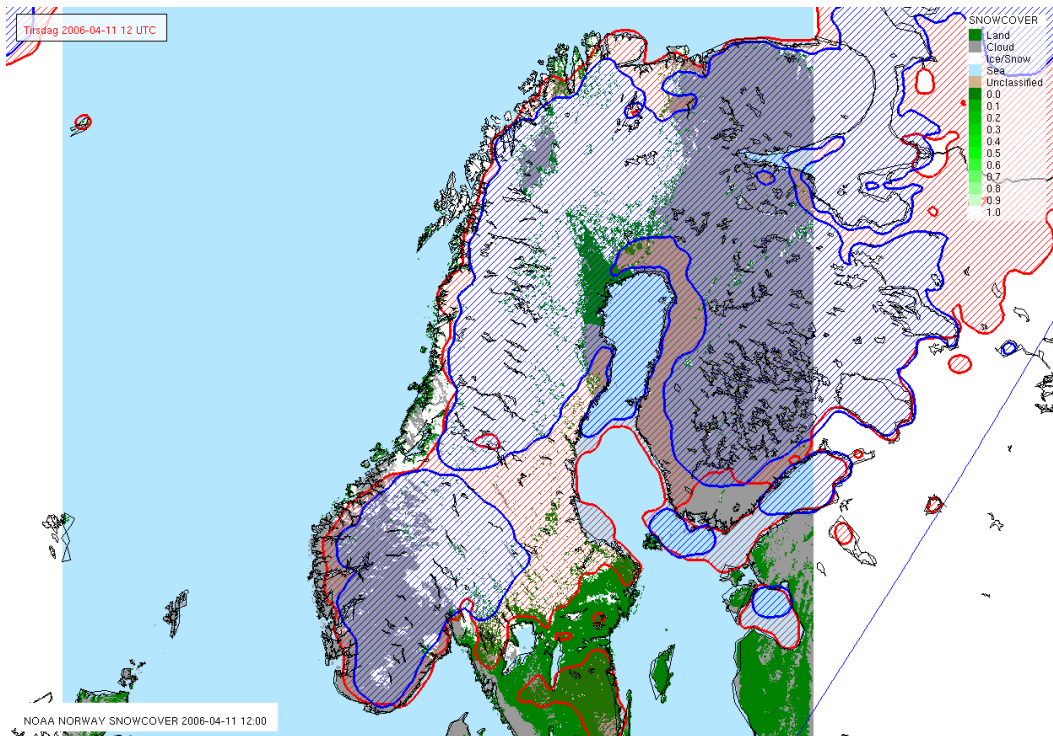 Tirsdag 2006-04-11 12 UTC
SNOWCOVER
Land
Cloud
Ice/Snow
Sea
Unclassified
0.0
0.1
0.2
0.3
0.4
0.5
0.6
0.7
0.8
0.9
1.0
NOAA NORWAY SNOWCOVER 2006-04-11 12:00